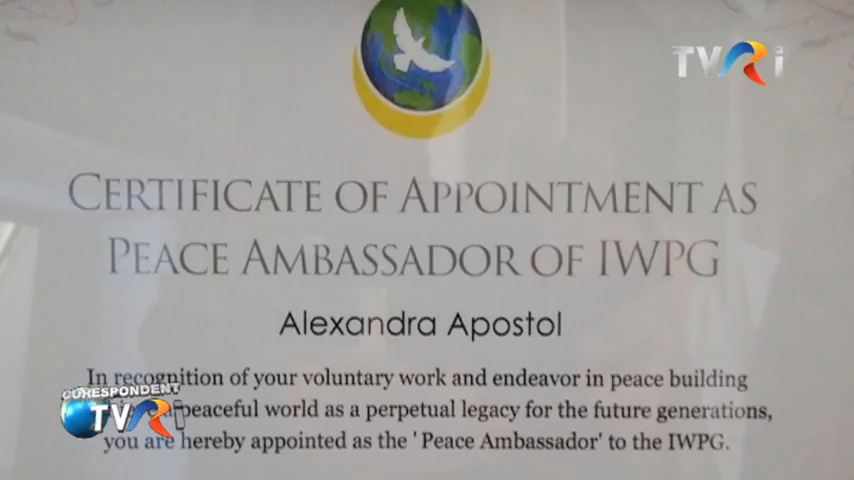 TVRi
CERTIFICATE OF APPOINTMENT AS
PEACE AMBASSADOR OF IWPG
Alexandra Apostol
In recognition of your voluntary work and endeavor in peace building
peaceful world as a perpetual legacy for the future generations,
you are hereby appointed as the 'Peace Ambassador' to the IWPG.
CORESPONDENT
TVRi